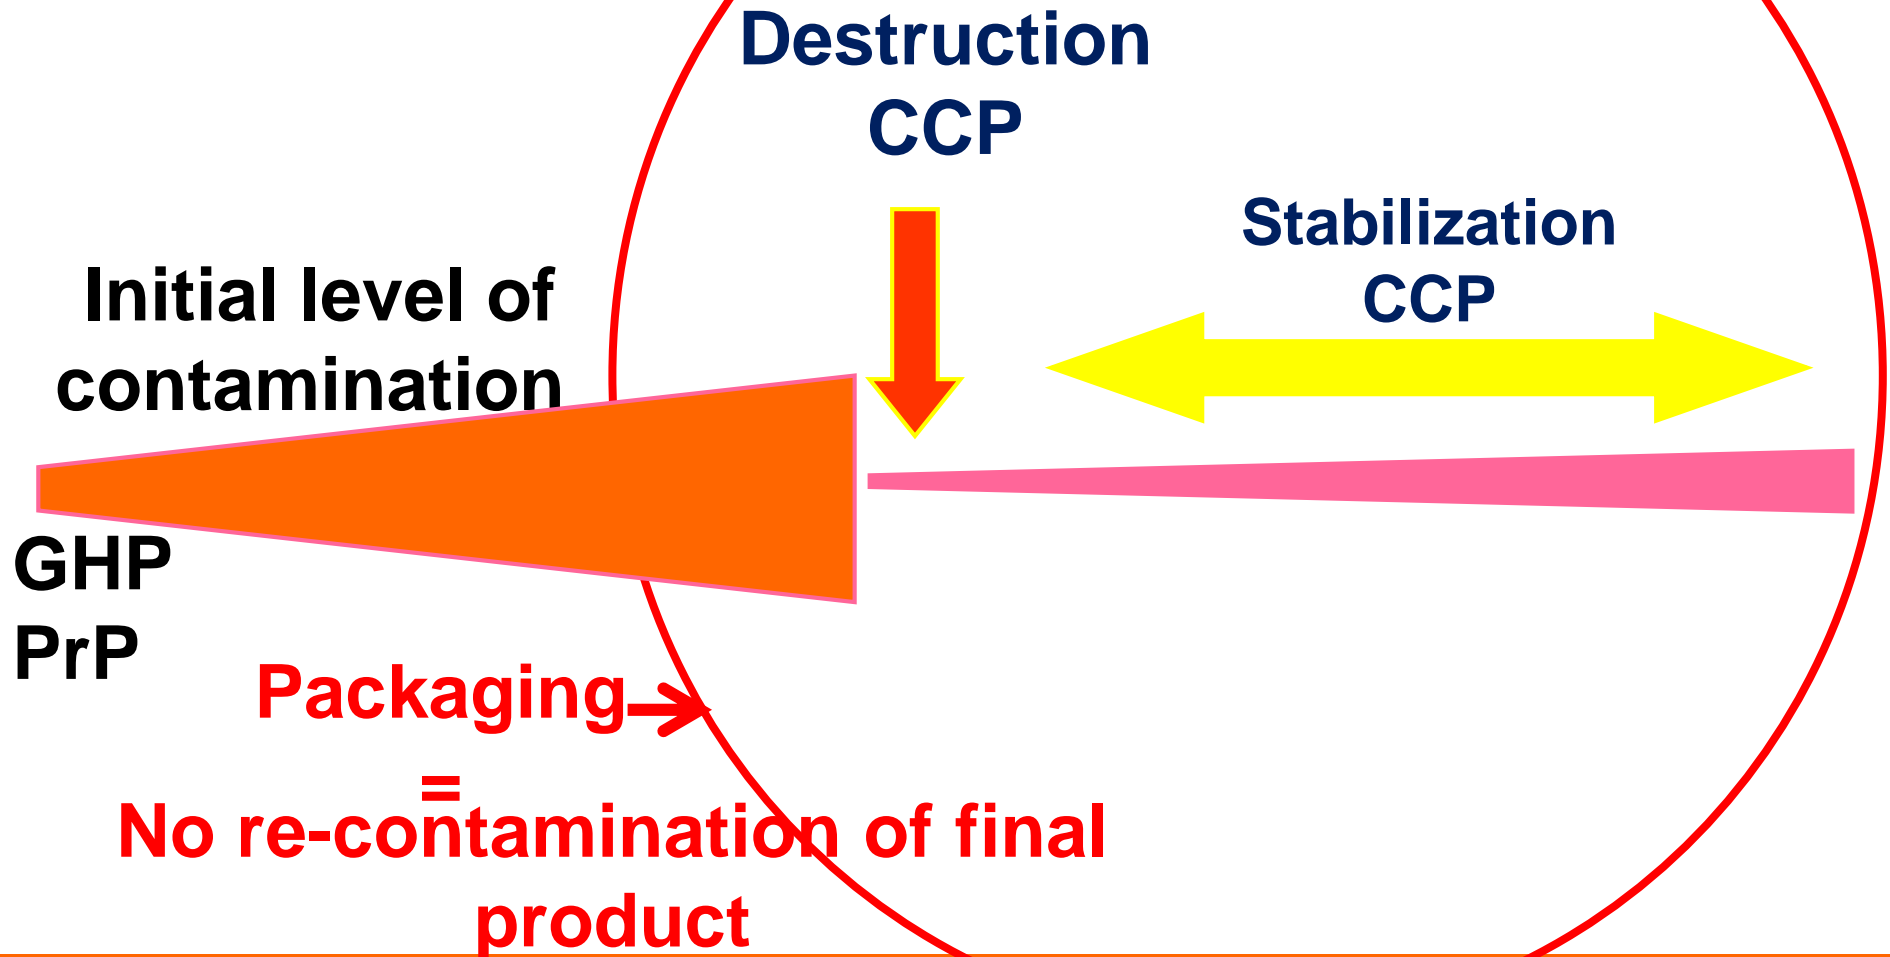 Destruction
CCP
Stabilization
CCP
Initial level of
contamination
GHP
PrP
Packaging
=
No re-contamination of final
product